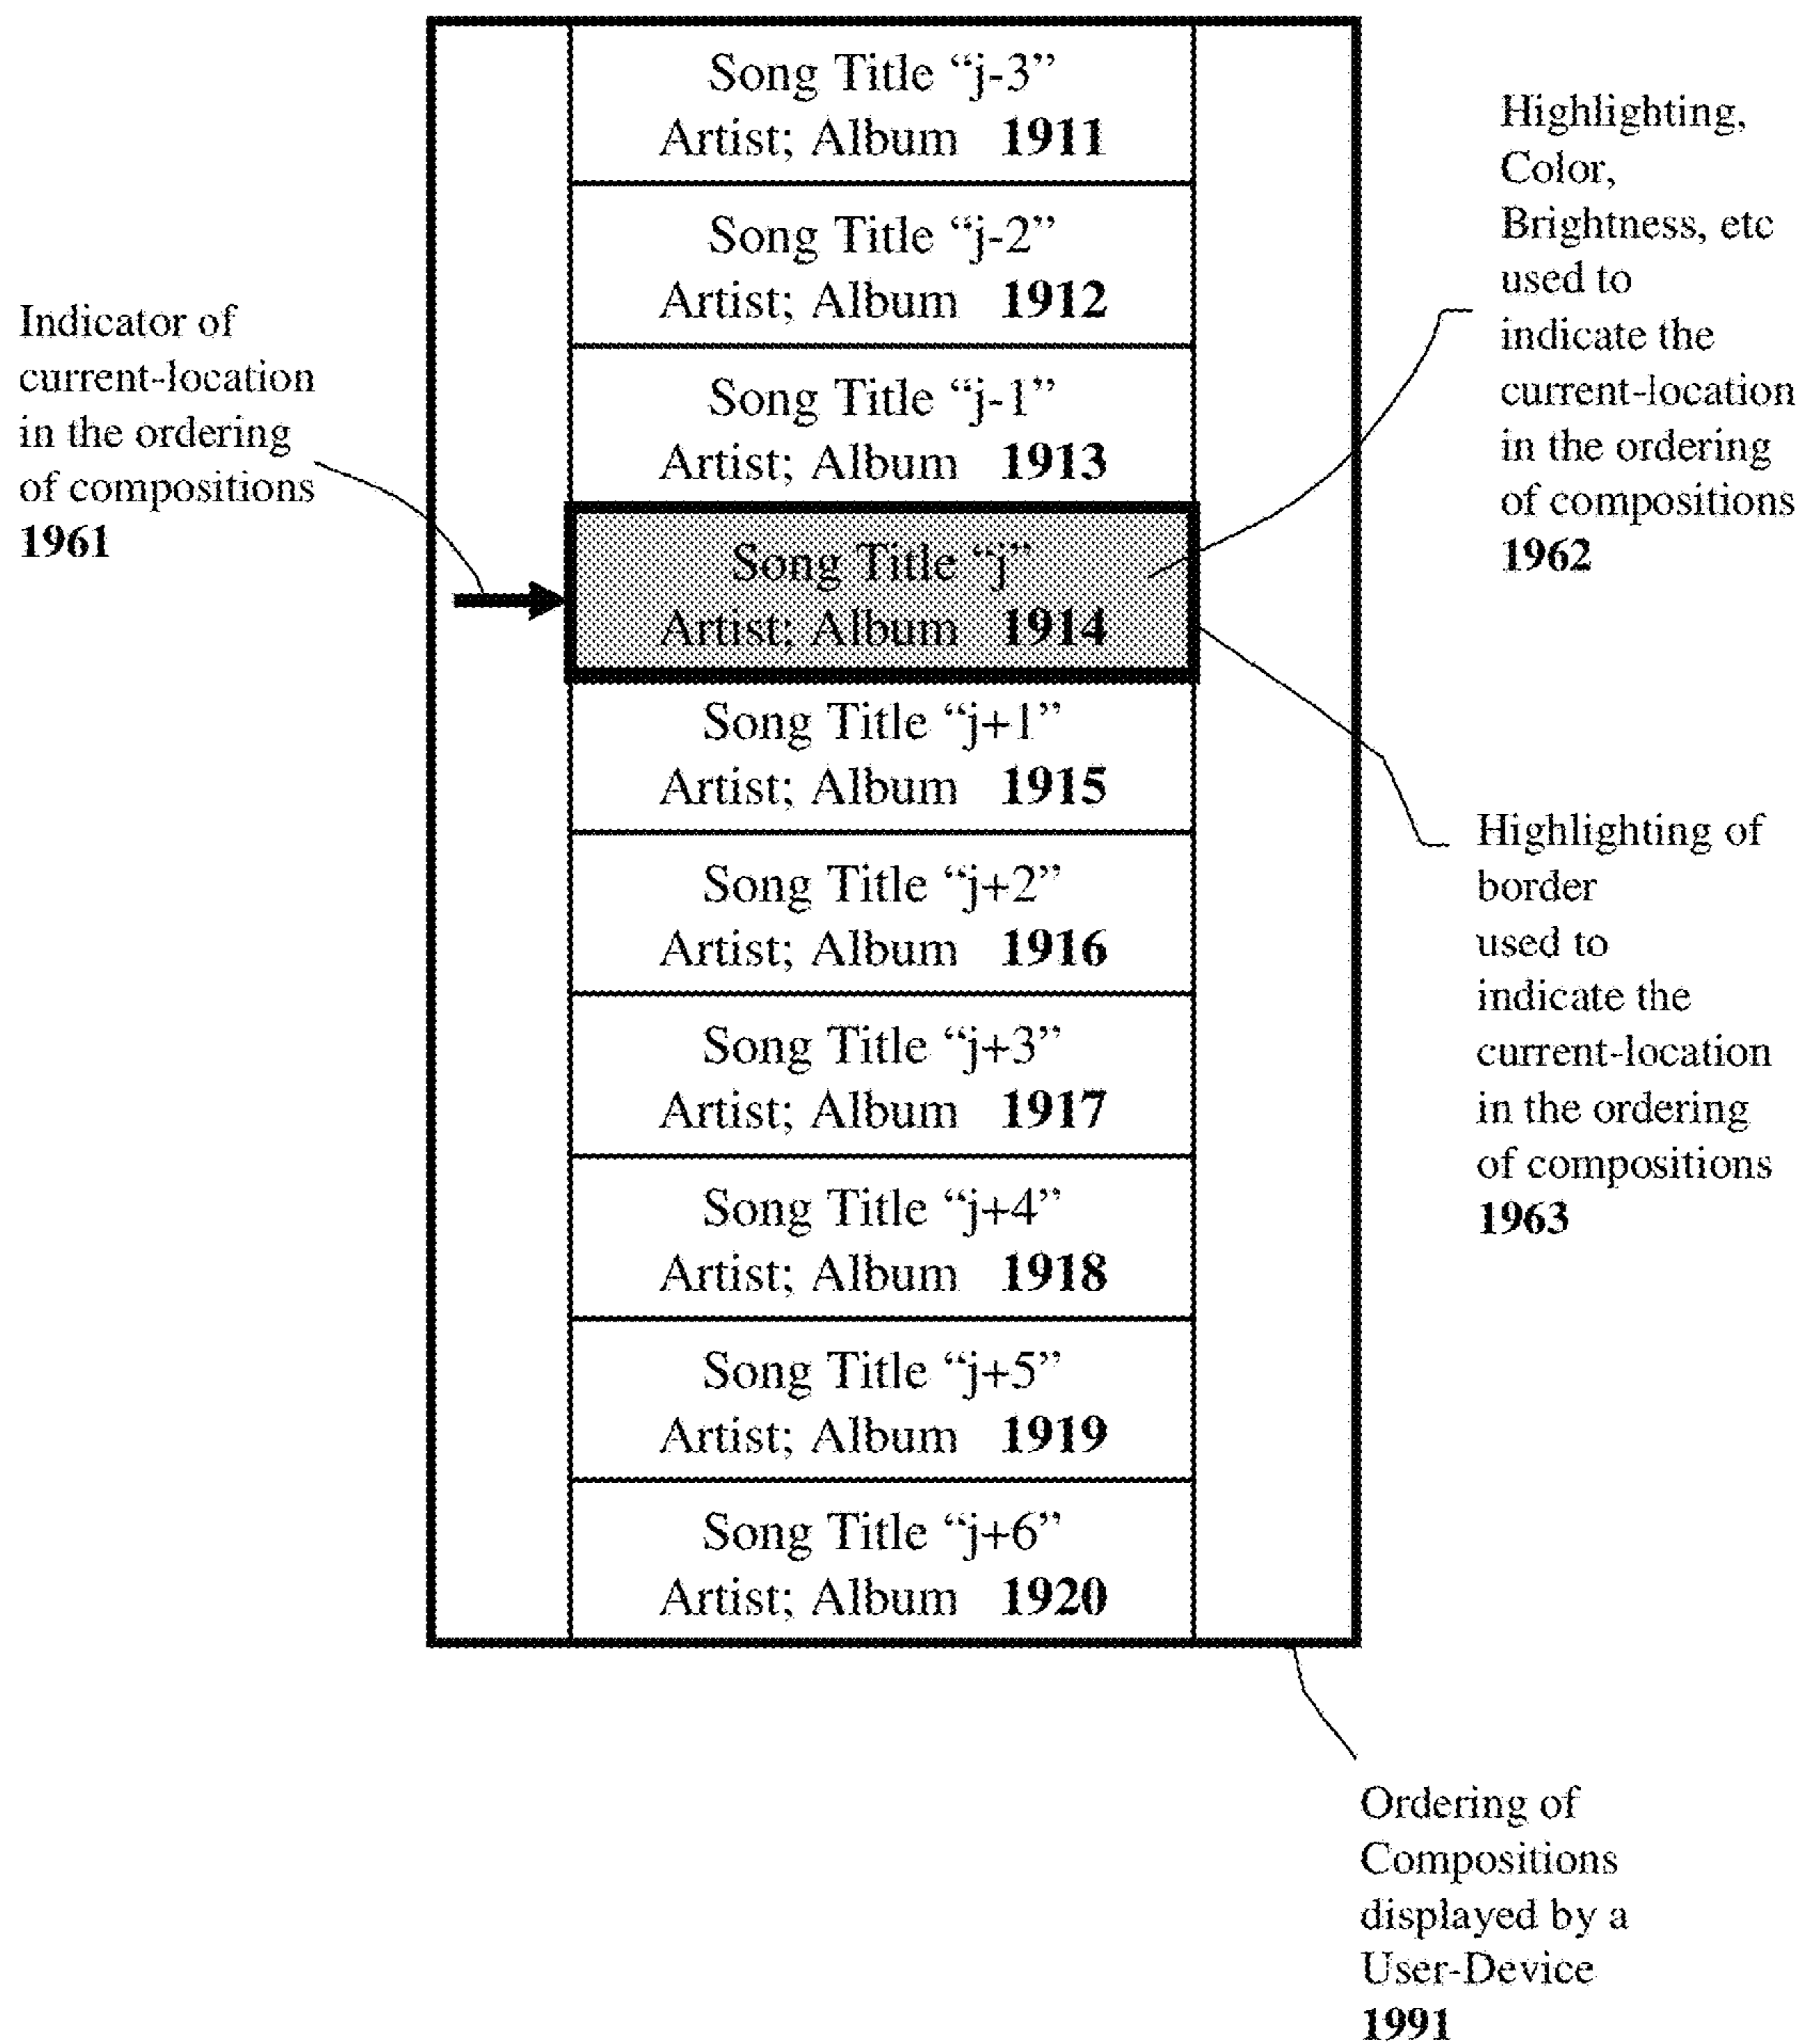 Song Title “j-3”
Artist; Album 1911
Song Title “j-2”
Artist; Album 1912
Song Title “j-1”
Artist; Album 1913
Song Title “j”
Artist; Album 1914
Song Title “j+1”
Artist; Album 1915
Song Title “j+2”
Artist; Album 1916
Song Title “j+3”
Artist; Album 1917
Song Title “j+4”
Artist; Album 1918
Song Title “j+5”
Artist; Album 1919
Song Title “j+6”
Artist; Album 1920
Indicator of
current-location
in the ordering
of compositions
1961
Highlighting,
Color,
Brightness, etc
used to
indicate the
current-location
in the ordering
of compositions
1962
Highlighting of
border
used to
indicate the
current-location
in the ordering
of compositions
1963
Ordering of
Compositions
displayed by a
User-Device
1991